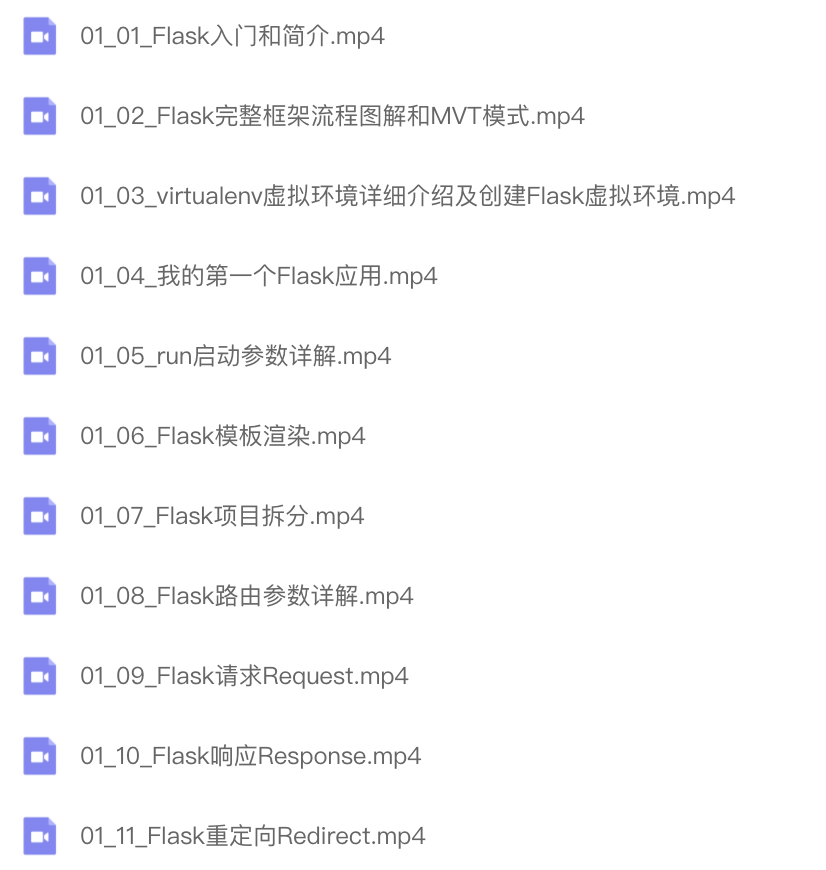 01_01_Flask入门和简介.mp4
01_02_Flask完整框架流程图解和MVT模式.mp4
01_03_virtualenv虚拟环境详细介绍及创建Flask虚拟环境.mp4
01_04_我的第一个Flask应用.mp4
01_05_run启动参数详解.mp4
01_06_Flask模板渲染.mp4
01_07_Flask项目拆分.mp4
01_08_Flask路由参数详解.mp4
01_09_Flask请求Request.mp4
01_10_Flask响应Response.mp4
01_11_Flask重定向Redirect.mp4